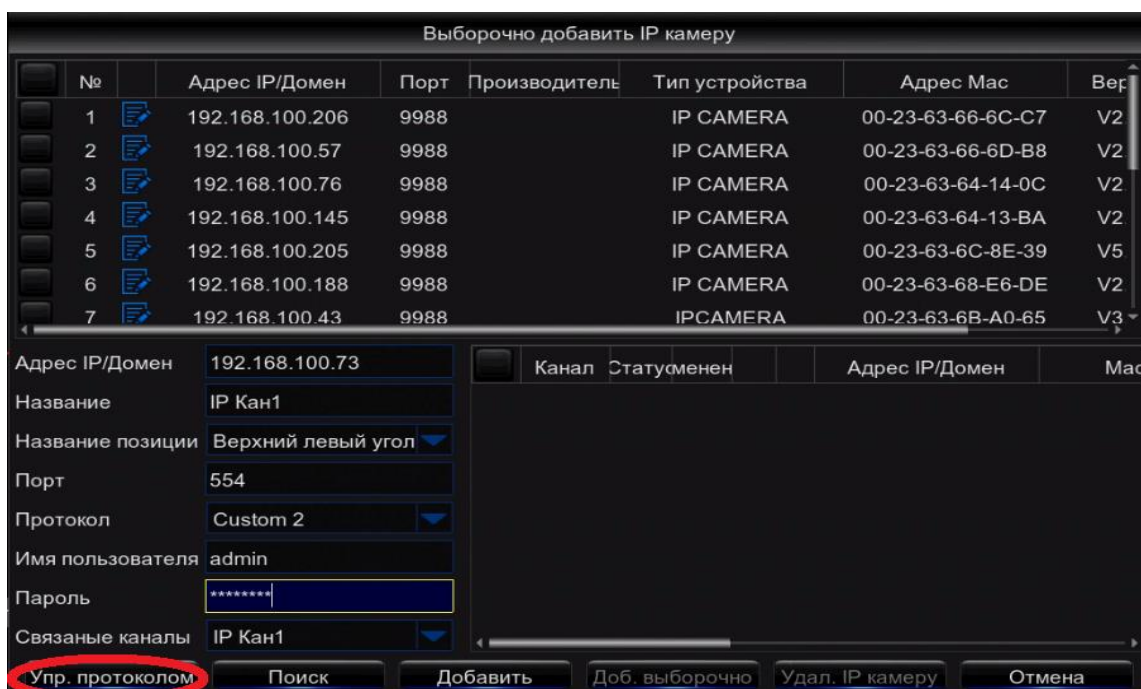 Выборочно добавить IP камеру
№ Адрес IP/Домен Порт Производитель Тип устройства Адрес Mac Вер
1 192.168.100.206 9988 IP CAMERA 00-23-63-66-6C-C7 V2
2 192.168.100.57 9988 IP CAMERA 00-23-63-66-6D-B8 V2
3 192.168.100.76 9988 IP CAMERA 00-23-63-64-14-0C V2
4 192.168.100.145 9988 IP CAMERA 00-23-63-64-13-BA V2
5 192.168.100.205 9988 IP CAMERA 00-23-63-6C-8E-39 V5
6 192.168.100.188 9988 IP CAMERA 00-23-63-68-E6-DE V2
7 192.168.100.43 9988 IPCAMERA 00-23-63-6B-A0-65 V3
Адрес IP/Домен 192.168.100.73
Название IP Кан1
Название позиции Верхний левый угол
Порт 554
Протокол Custom 2
Имя пользователя admin
Пароль ********
Связаные каналы IP Кан1
Канал Статус менен Адрес IP/Домен Mac
Упр. протоколом Поиск Добавить Доб. выборочно Удал. IP камеру Отмена